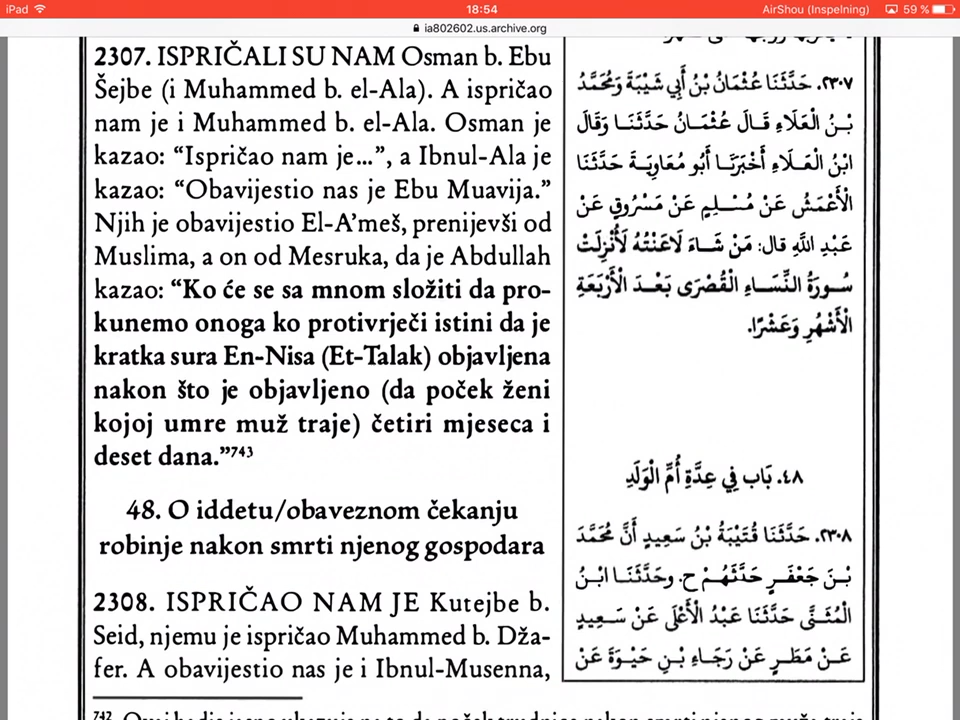 iPad
18:54
AirShou (Inspelning)
59 %
ia802602.us.archive.org
2307. ISPRIČALI SU NAM Osman b. Ebu
Šejbe (i Muhammed b. el-Ala). A ispričao
nam je i Muhammed b. el-Ala. Osman je
kazao: “Ispričao nam je...”, a Ibnul-Ala je
kazao: “Obavijestio nas je Ebu Muavija.”
Njih je obavijestio El-A’meš, prenijevši od
Muslima, a on od Mesruka, da je Abdullah
kazao: “Ko će se sa mnom složiti da pro-
kunemo onoga ko protivrječi istini da je
kratka sura En-Nisa (Et-Talak) objavljena
nakon što je objavljeno (da poček ženi
kojoj umre muž traje) četiri mjeseca i
deset dana.”743
48. O iddetu/obaveznom čekanju
robinje nakon smrti njenog gospodara
2308. ISPRIČAO NAM JE Kutejbe b.
Seid, njemu je ispričao Muhammed b. Dža-
fer. A obavijestio nas je i Ibnul-Musenna,
٢٣٠٧. حَدَّثَنَا عُثْمَانُ بْنُ أَبِي شَيْبَةَ وَمُحَمَّدُ
بْنُ الْعَلَاءِ قَالَ عُثْمَانُ حَدَّثَنَا وَقَالَ
ابْنُ الْعَلَاءِ أَخْبَرَنَا أَبُو مُعَاوِيَةَ حَدَّثَنَا
الْأَعْمَشُ عَنْ مُسْلِمٍ عَنْ مَسْرُوقٍ عَنْ
عَبْدِ اللَّهِ قال: مَنْ شَاءَ لَاعَنْتُهُ لَأُنْزِلَتْ
سُورَةُ النِّسَاءِ الْقُصْرَى بَعْدَ الْأَرْبَعَةِ
الْأَشْهُرِ وَعَشْرًا.
٤٨. بَاب فِي عِدَّةِ أُمِّ الْوَلَدِ
٢٣٠٨. حَدَّثَنَا قُتَيْبَةُ بْنُ سَعِيدٍ أَنَّ مُحَمَّدَ
بْنَ جَعْفَرٍ حَدَّثَهُمْ ح. وحَدَّثَنَا ابْنُ
الْمُثَنَّى حَدَّثَنَا عَبْدُ الْأَعْلَى عَنْ سَعِيدٍ
عَنْ مَطَرٍ عَنْ رَجَاءِ بْنِ حَيْوَةَ عَنْ